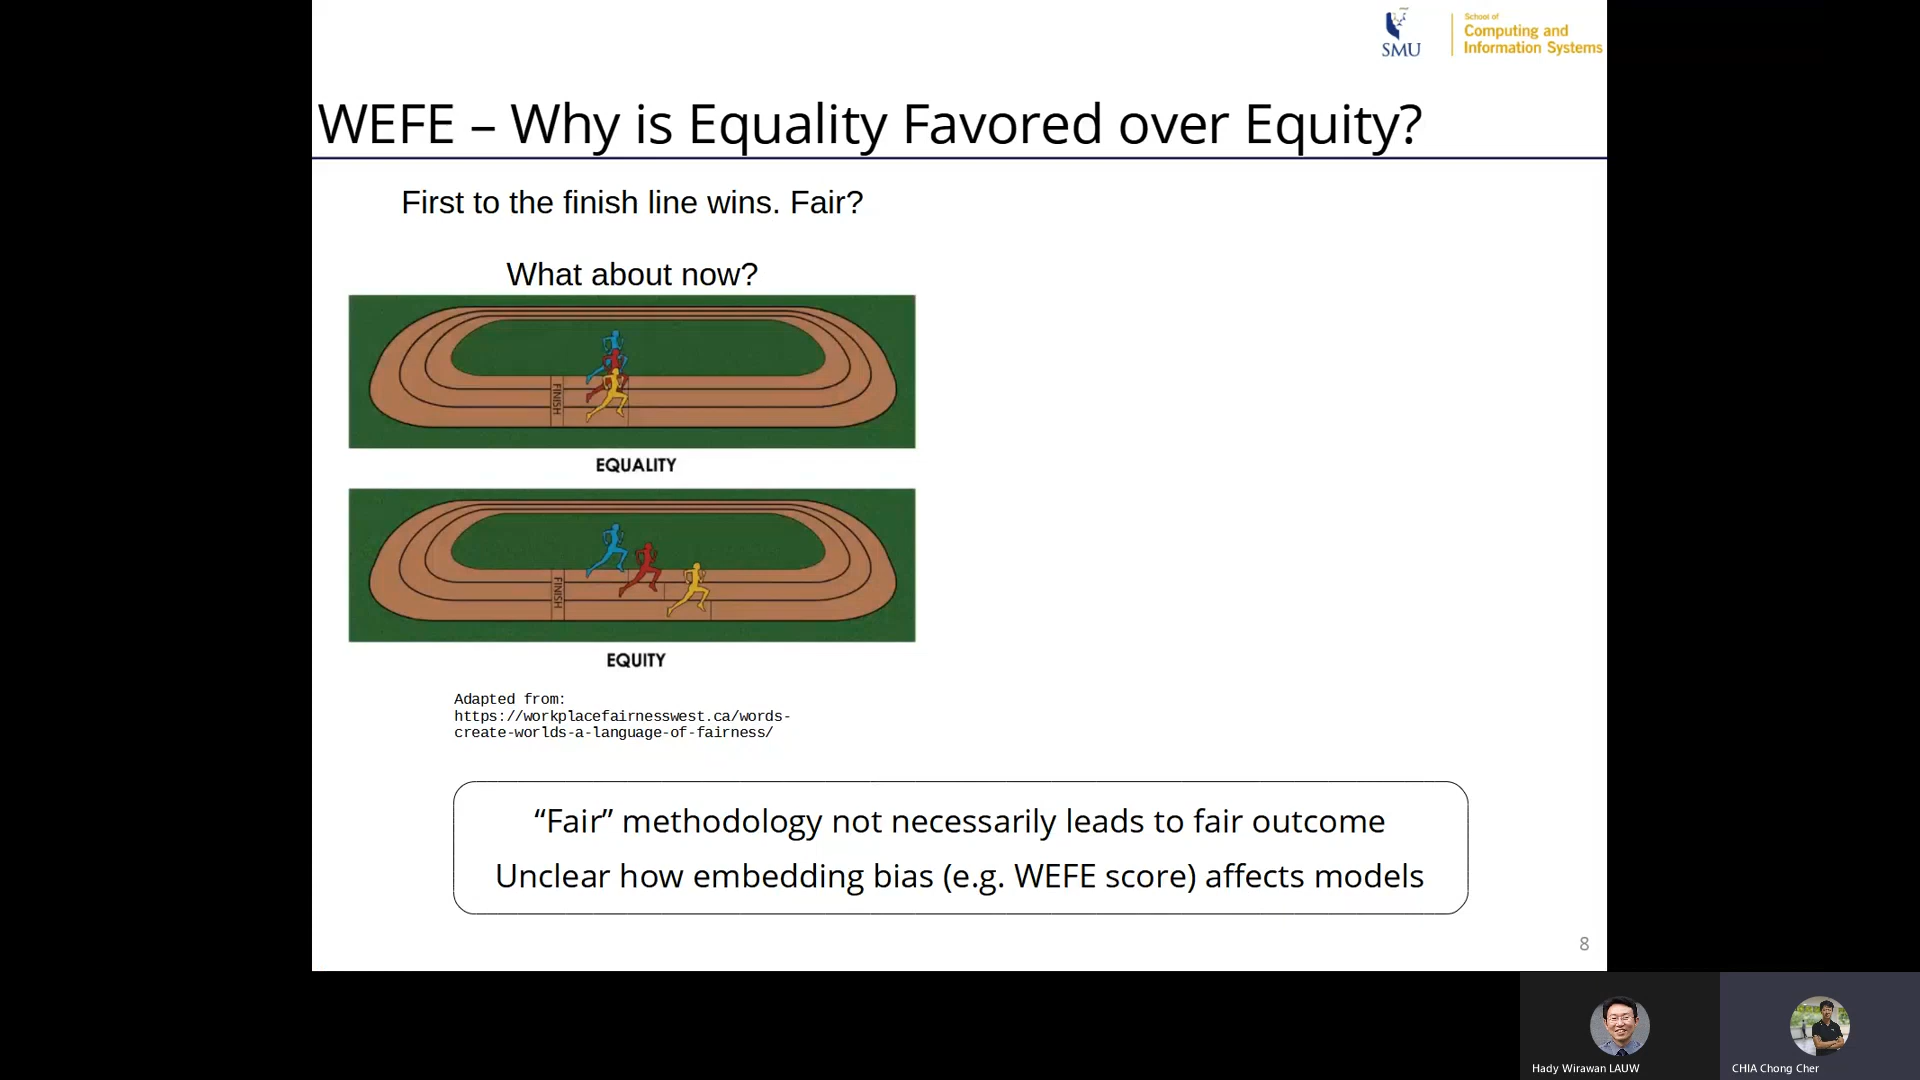 SMU
School of
Computing and
Information Systems
WEFE – Why is Equality Favored over Equity?
First to the finish line wins. Fair?
What about now?
FINISH
EQUALITY
FINISH
EQUITY
Adapted from:
https://workplacefairnesswest.ca/words-
create-worlds-a-language-of-fairness/
“Fair” methodology not necessarily leads to fair outcome
Unclear how embedding bias (e.g. WEFE score) affects models
8
Hady Wirawan LAUW
CHIA Chong Cher